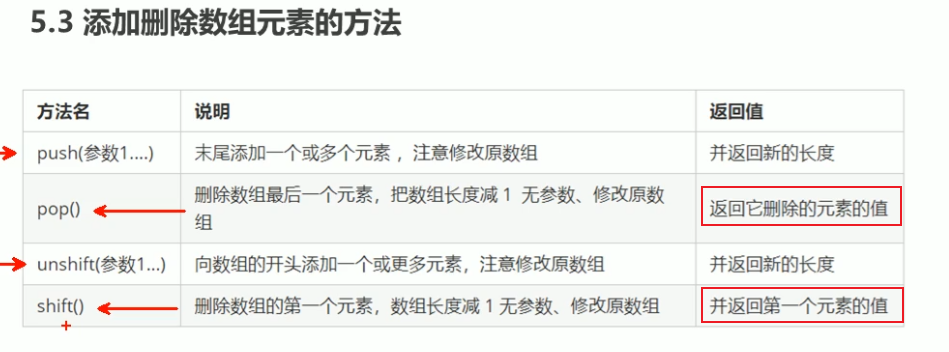 5.3 添加删除数组元素的方法
方法名 说明 返回值
push(参数1....) 末尾添加一个或多个元素，注意修改原数组 并返回新的长度
pop() 删除数组最后一个元素，把数组长度减 1 无参数、修改原数组 返回它删除的元素的值
unshift(参数1...) 向数组的开头添加一个或更多元素，注意修改原数组 并返回新的长度
shift() 删除数组的第一个元素，数组长度减 1 无参数、修改原数组 并返回第一个元素的值